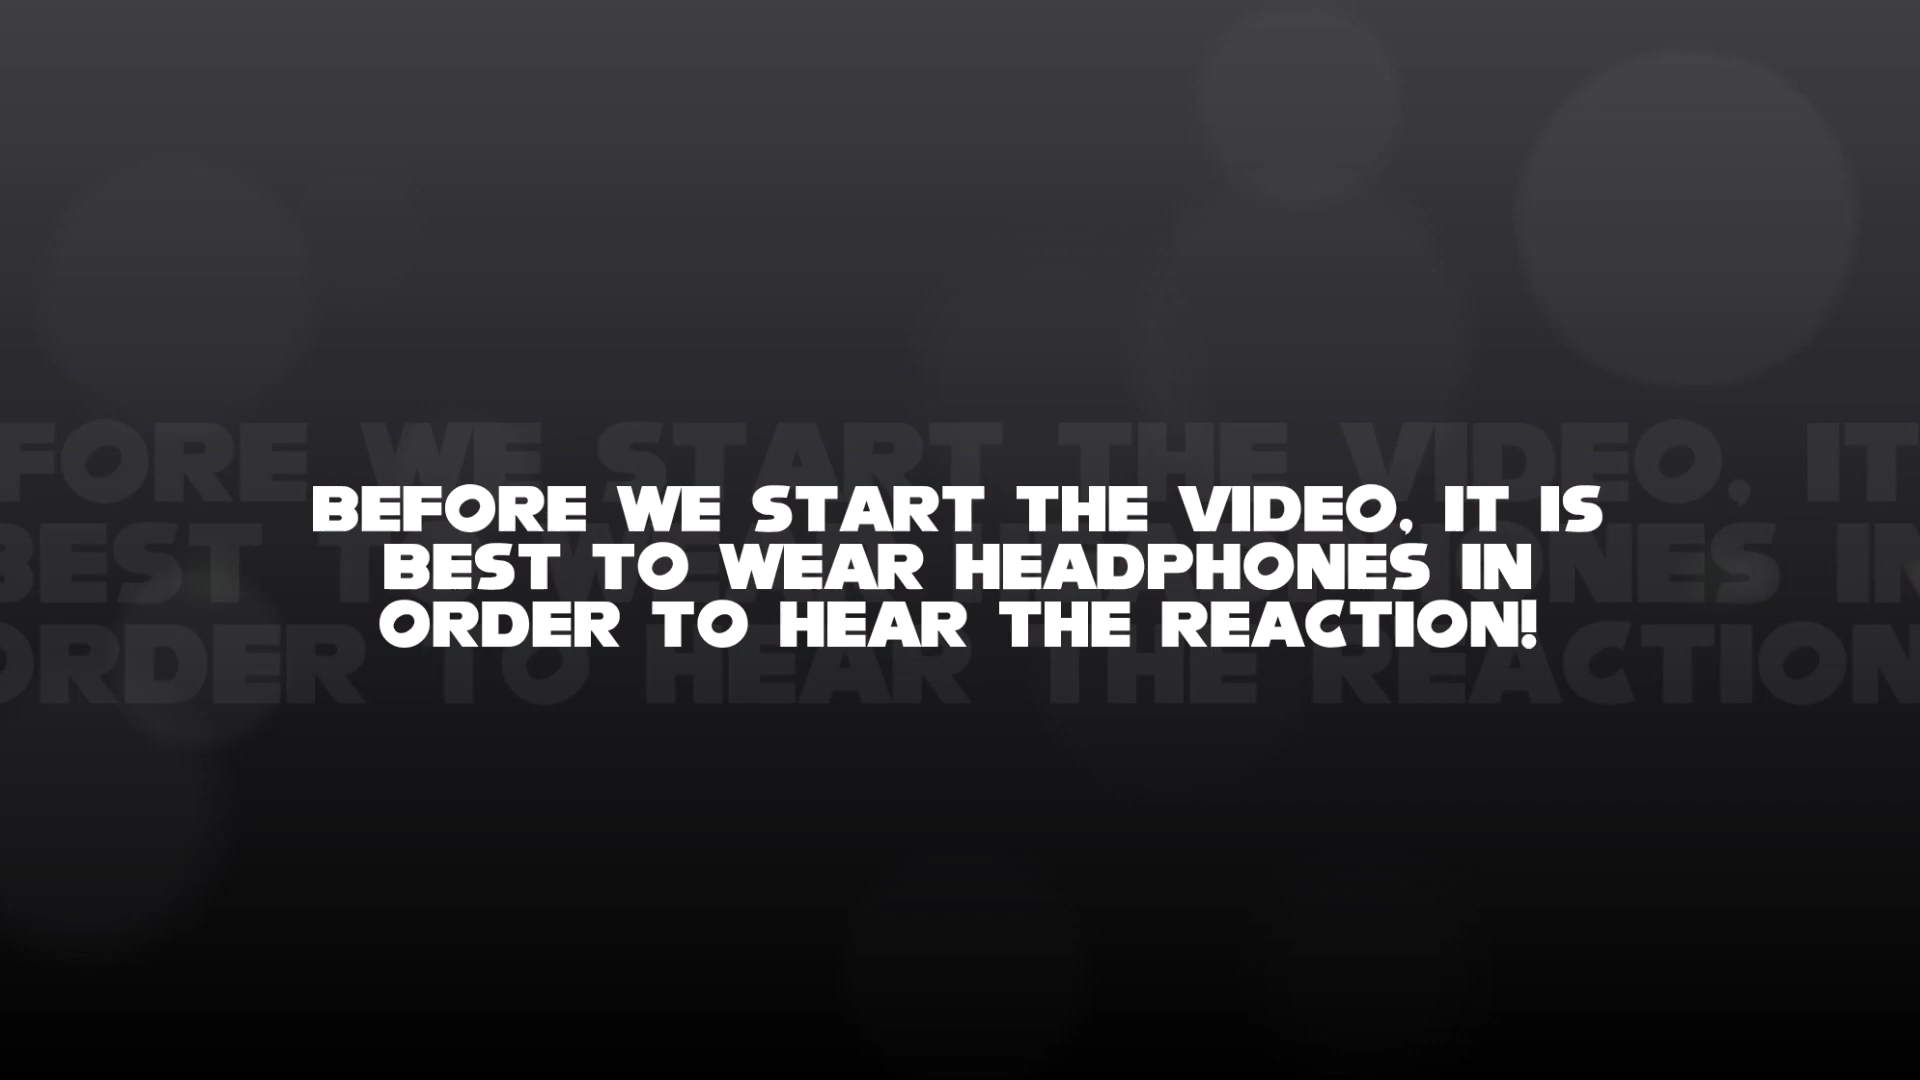 BEFORE WE START THE VIDEO, IT IS
BEST TO WEAR HEADPHONES IN
ORDER TO HEAR THE REACTION!